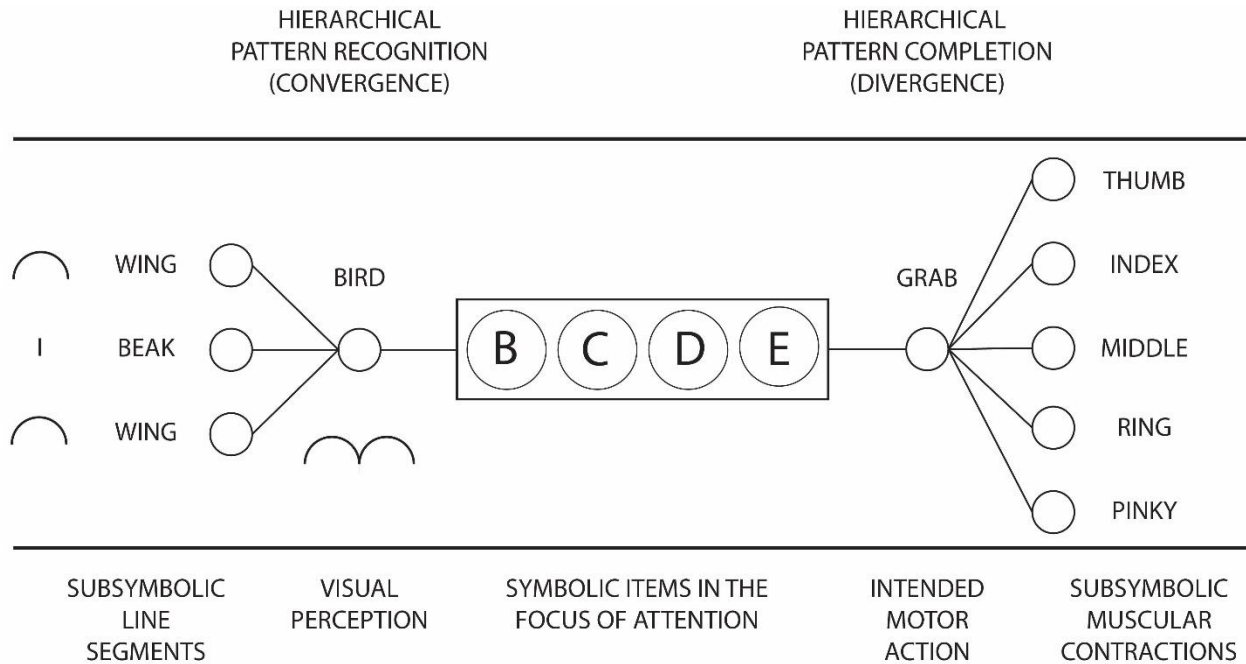 HIERARCHICAL
PATTERN RECOGNITION
(CONVERGENCE)
HIERARCHICAL
PATTERN COMPLETION
(DIVERGENCE)
WING
BEAK
WING
BIRD
B C D E
GRAB
THUMB
INDEX
MIDDLE
RING
PINKY
SUBSYMBOLIC
LINE
SEGMENTS
VISUAL
PERCEPTION
SYMBOLIC ITEMS IN THE
FOCUS OF ATTENTION
INTENDED
MOTOR
ACTION
SUBSYMBOLIC
MUSCULAR
CONTRACTIONS